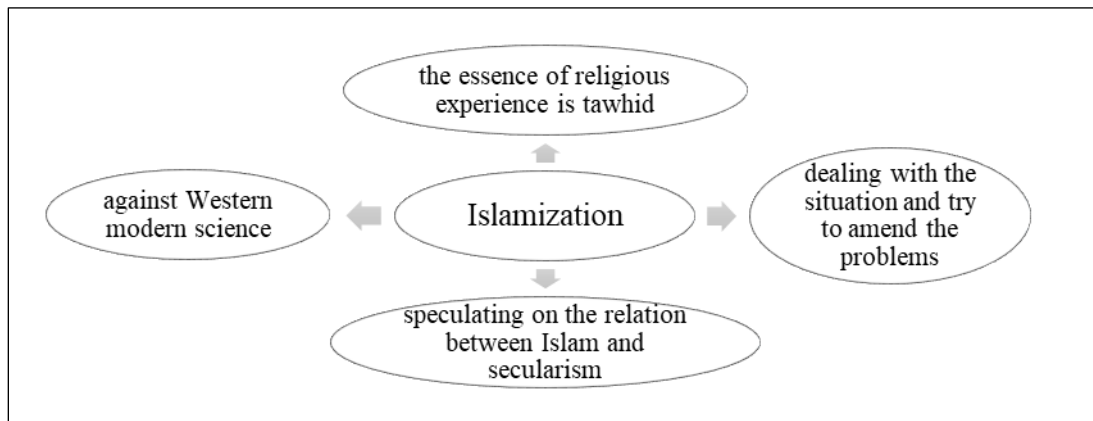 the essence of religious
experience is tawhid
against Western
modern science
Islamization
dealing with the
situation and try
to amend the
problems
speculating on the relation
between Islam and
secularism